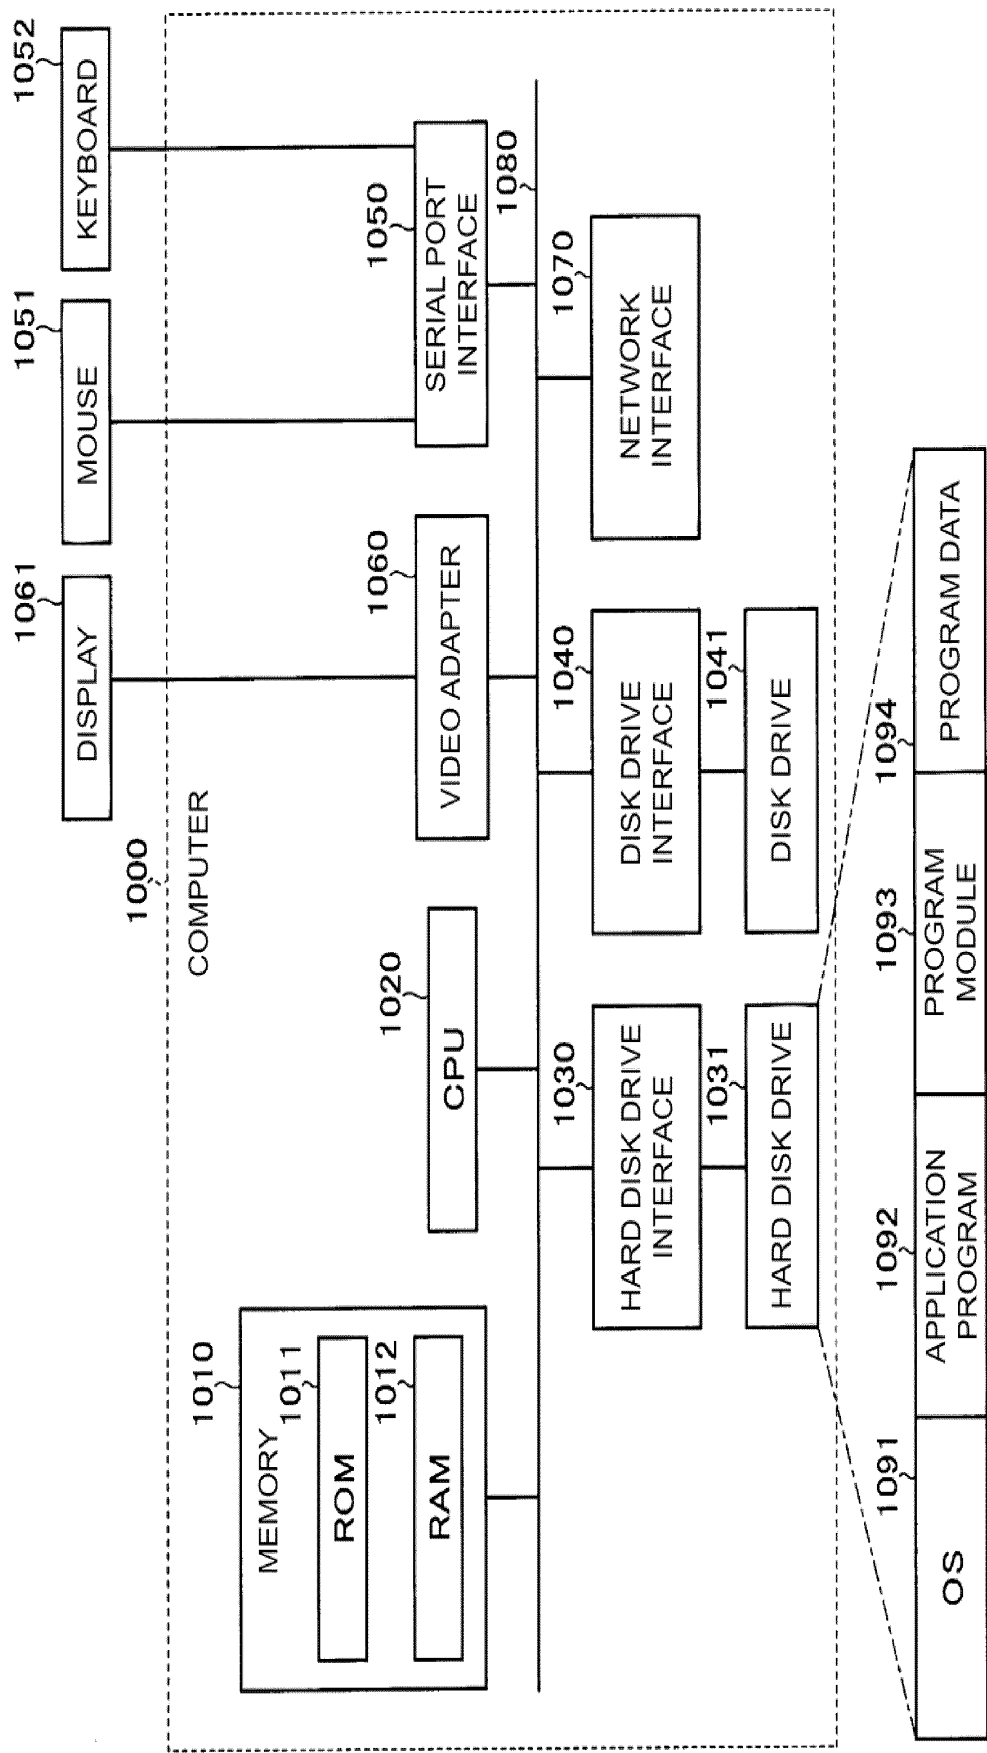 1061
DISPLAY
1051
MOUSE
1052
KEYBOARD
1000
COMPUTER
1010
MEMORY
1011
ROM
1012
RAM
1020
CPU
1060
VIDEO ADAPTER
1050
SERIAL PORT
INTERFACE
1080
1030
HARD DISK DRIVE
INTERFACE
1040
DISK DRIVE
INTERFACE
1070
NETWORK
INTERFACE
1031
HARD DISK DRIVE
1041
DISK DRIVE
1091
OS
1092
APPLICATION
PROGRAM
1093
PROGRAM
MODULE
1094
PROGRAM DATA